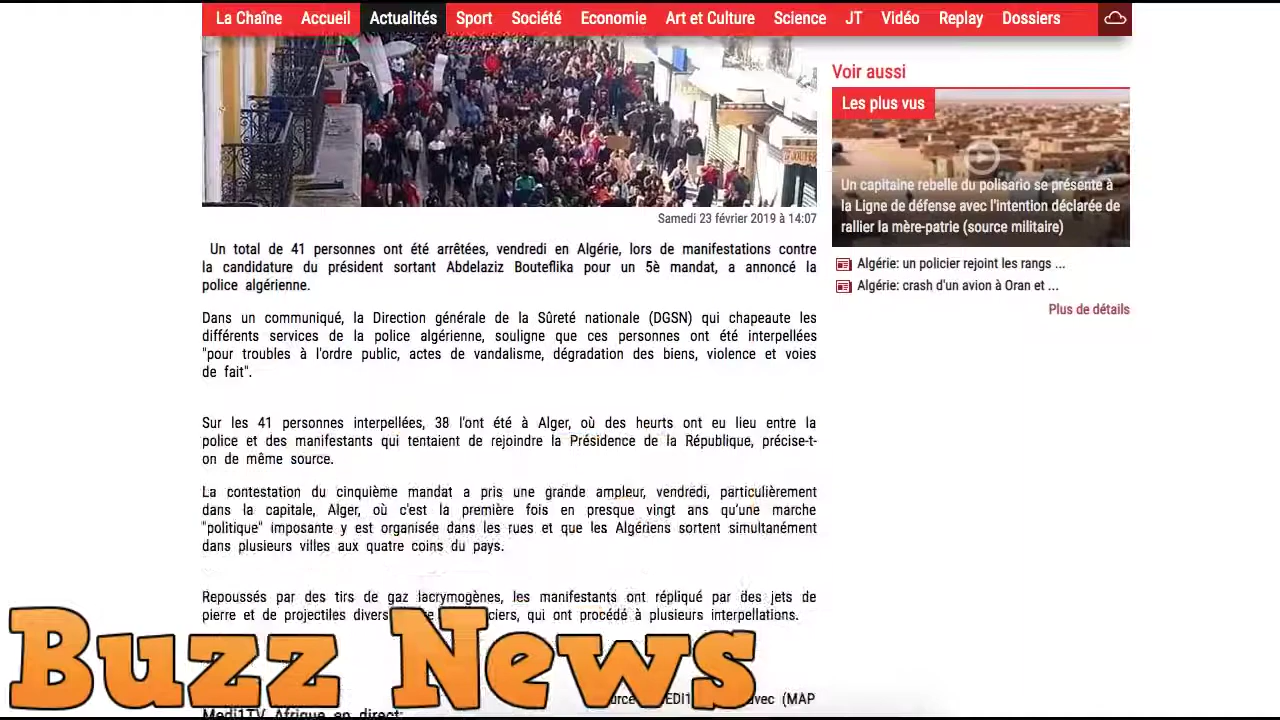 La Chaîne Accueil Actualités Sport Société Economie Art et Culture Science JT Vidéo Replay Dossiers
Samedi 23 février 2019 à 14:07
Un total de 41 personnes ont été arrêtées, vendredi en Algérie, lors de manifestations contre
la candidature du président sortant Abdelaziz Bouteflika pour un 5è mandat, a annoncé la
police algérienne.
Dans un communiqué, la Direction générale de la Sûreté nationale (DGSN) qui chapeaute les
différents services de la police algérienne, souligne que ces personnes ont été interpellées
"pour troubles à l'ordre public, actes de vandalisme, dégradation des biens, violence et voies
de fait".
Sur les 41 personnes interpellées, 38 l'ont été à Alger, où des heurts ont eu lieu entre la
police et des manifestants qui tentaient de rejoindre la Présidence de la République, précise-t-
on de même source.
La contestation du cinquième mandat a pris une grande ampleur, vendredi, particulièrement
dans la capitale, Alger, où c'est la première fois en presque vingt ans qu'une marche
"politique" imposante y est organisée dans les rues et que les Algériens sortent simultanément
dans plusieurs villes aux quatre coins du pays.
Repoussés par des tirs de gaz lacrymogènes, les manifestants ont répliqué par des jets de
pierre et de projectiles divers qui ont procédé à plusieurs interpellations.
avec (MAP
Medi1TV Afrique en direct:
Buzz News
Voir aussi
Les plus vus
Un capitaine rebelle du polisario se présente à
la Ligne de défense avec l'intention déclarée de
rallier la mère-patrie (source militaire)
Algérie: un policier rejoint les rangs ...
Algérie: crash d'un avion à Oran et ...
Plus de détails